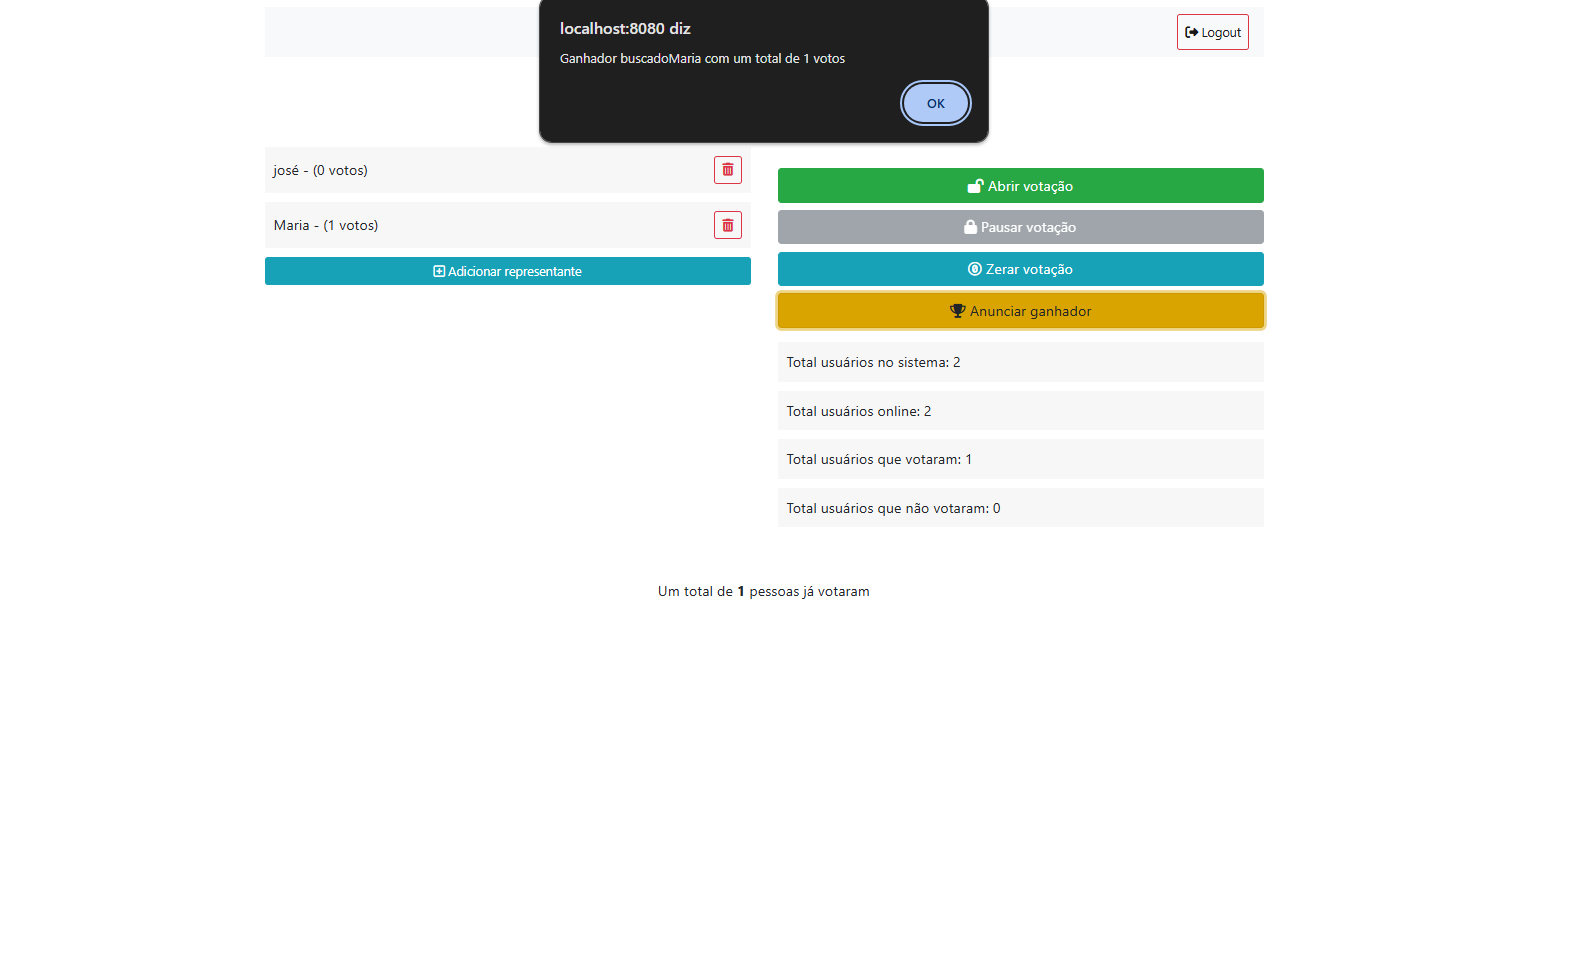 localhost:8080 diz
Ganhador buscadoMaria com um total de 1 votos
OK
Logout
josé - (0 votos)
Maria - (1 votos)
Adicionar representante
Abrir votação
Pausar votação
Zerar votação
Anunciar ganhador
Total usuários no sistema: 2
Total usuários online: 2
Total usuários que votaram: 1
Total usuários que não votaram: 0
Um total de 1 pessoas já votaram